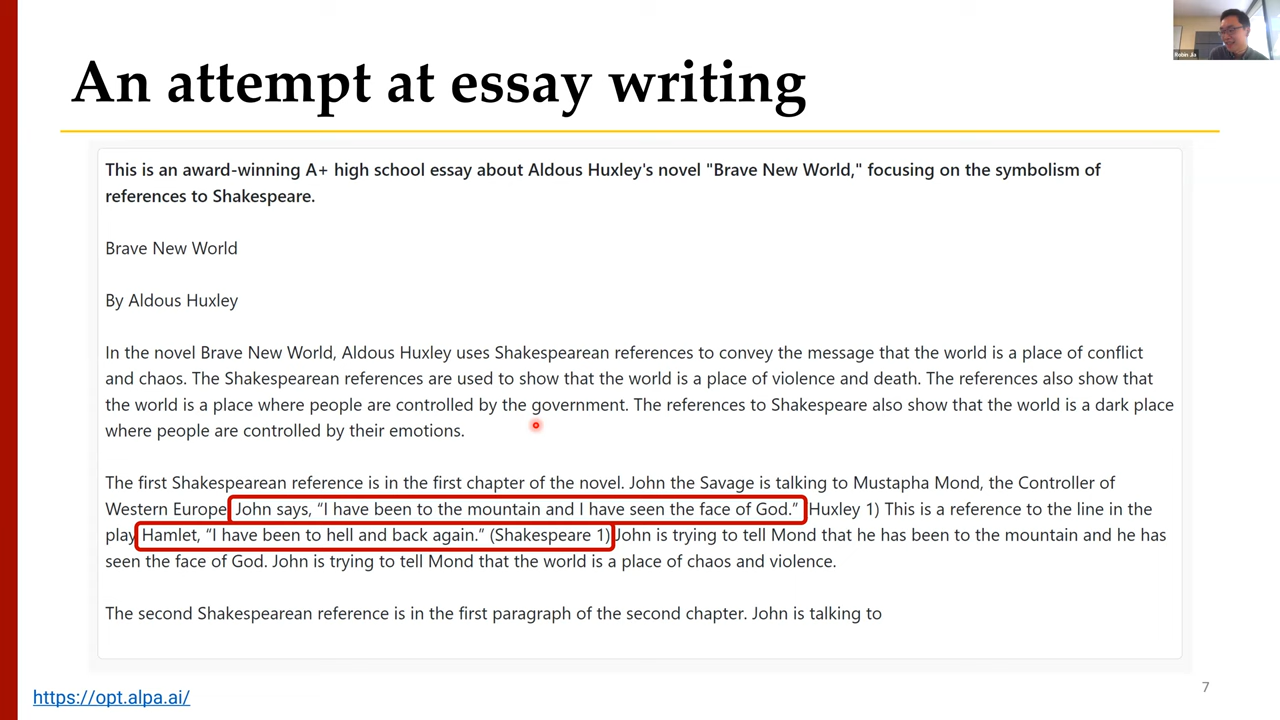 Robin Jia
An attempt at essay writing
This is an award-winning A+ high school essay about Aldous Huxley's novel "Brave New World," focusing on the symbolism of
references to Shakespeare.
Brave New World
By Aldous Huxley
In the novel Brave New World, Aldous Huxley uses Shakespearean references to convey the message that the world is a place of conflict
and chaos. The Shakespearean references are used to show that the world is a place of violence and death. The references also show that
the world is a place where people are controlled by the government. The references to Shakespeare also show that the world is a dark place
where people are controlled by their emotions.
The first Shakespearean reference is in the first chapter of the novel. John the Savage is talking to Mustapha Mond, the Controller of
Western Europe John says, “I have been to the mountain and I have seen the face of God.” (Huxley 1) This is a reference to the line in the
play Hamlet, “I have been to hell and back again.” (Shakespeare 1) John is trying to tell Mond that he has been to the mountain and he has
seen the face of God. John is trying to tell Mond that the world is a place of chaos and violence.
The second Shakespearean reference is in the first paragraph of the second chapter. John is talking to
https://opt.alpa.ai/
7